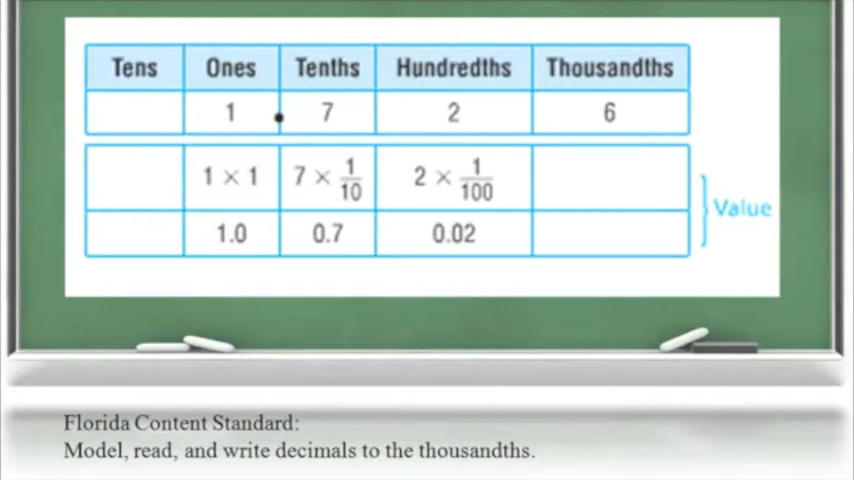 Tens Ones Tenths Hundredths Thousandths
1 . 7 2 6
1 × 1 7 × 1/10 2 × 1/100
Value
1.0 0.7 0.02
Florida Content Standard:
Model, read, and write decimals to the thousandths.